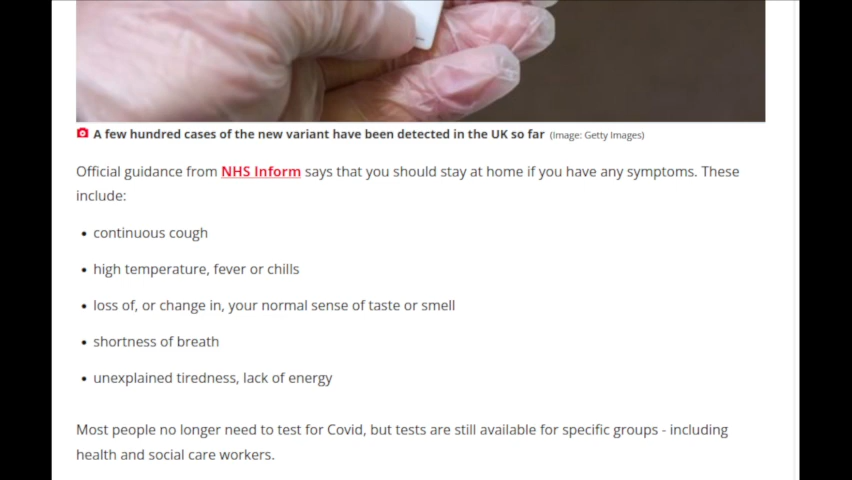 A few hundred cases of the new variant have been detected in the UK so far (Image: Getty Images)
Official guidance from NHS Inform says that you should stay at home if you have any symptoms. These
include:
• continuous cough
• high temperature, fever or chills
• loss of, or change in, your normal sense of taste or smell
• shortness of breath
• unexplained tiredness, lack of energy
Most people no longer need to test for Covid, but tests are still available for specific groups - including
health and social care workers.